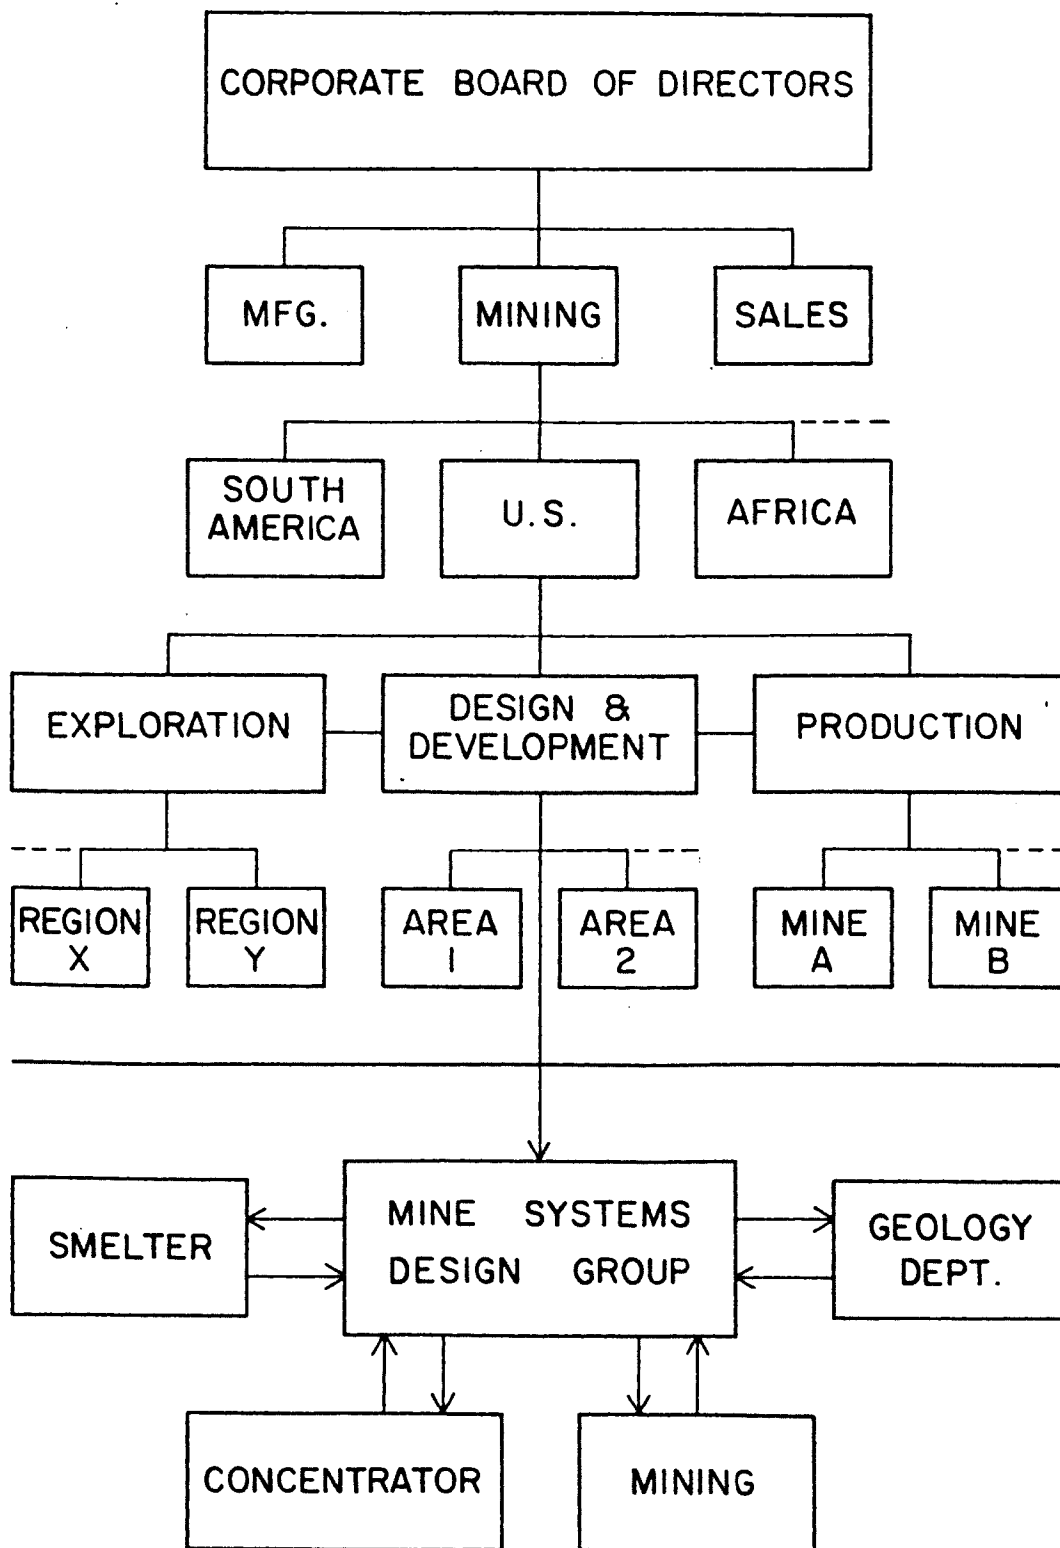 CORPORATE BOARD OF DIRECTORS
MFG.
MINING
SALES
SOUTH
AMERICA
U.S.
AFRICA
EXPLORATION
DESIGN &
DEVELOPMENT
PRODUCTION
REGION
X
REGION
Y
AREA
1
AREA
2
MINE
A
MINE
B
SMELTER
MINE SYSTEMS
DESIGN GROUP
GEOLOGY
DEPT.
CONCENTRATOR
MINING